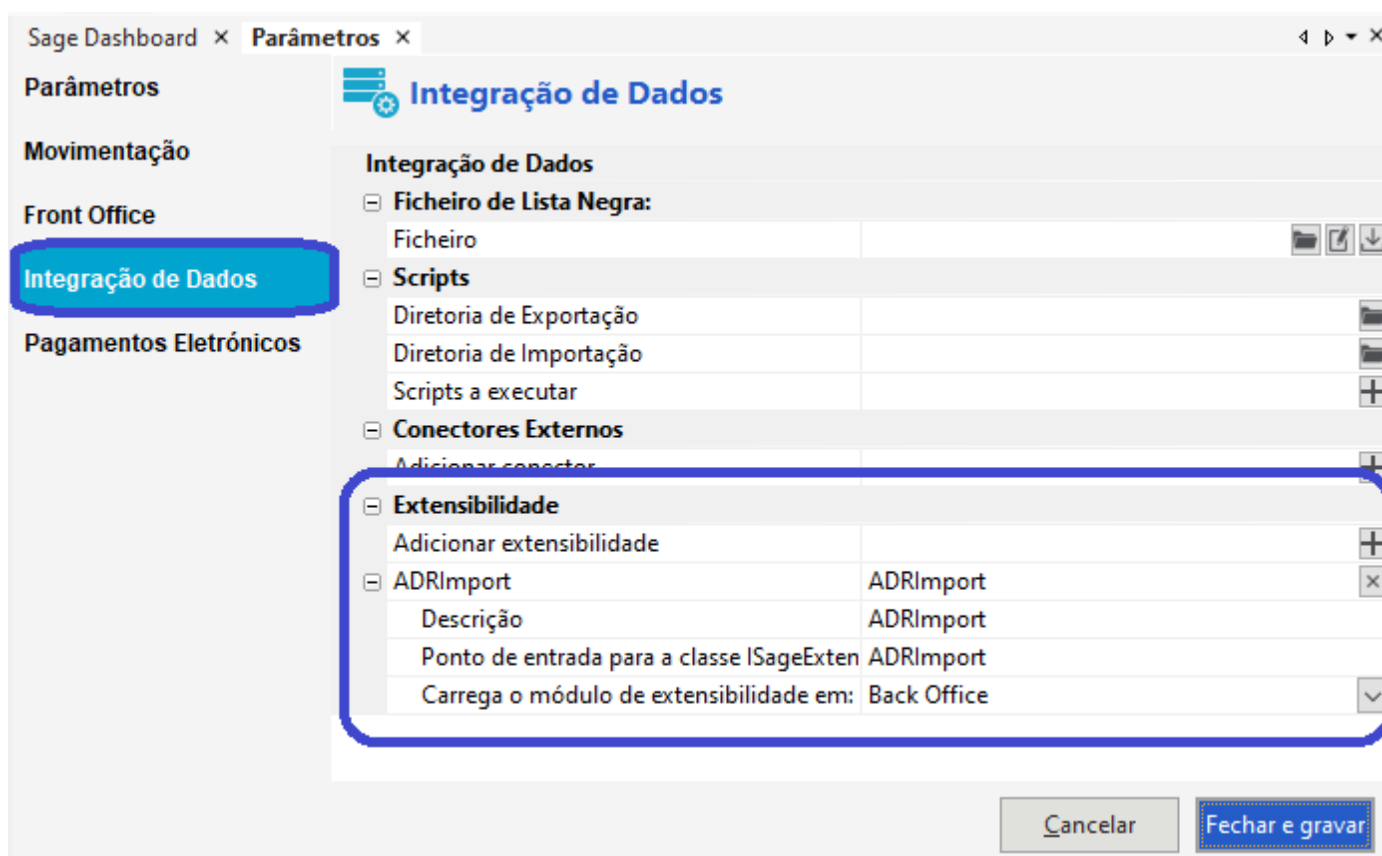 Sage Dashboard × Parâmetros ×
Parâmetros
Movimentação
Front Office
Integração de Dados
Pagamentos Eletrónicos
Integração de Dados
Integração de Dados
Ficheiro de Lista Negra:
Ficheiro
Scripts
Diretoria de Exportação
Diretoria de Importação
Scripts a executar
Conectores Externos
Adicionar conector
Extensibilidade
Adicionar extensibilidade
ADRImport ADRImport
Descrição ADRImport
Ponto de entrada para a classe ISageExten ADRImport
Carrega o módulo de extensibilidade em: Back Office
Cancelar Fechar e gravar